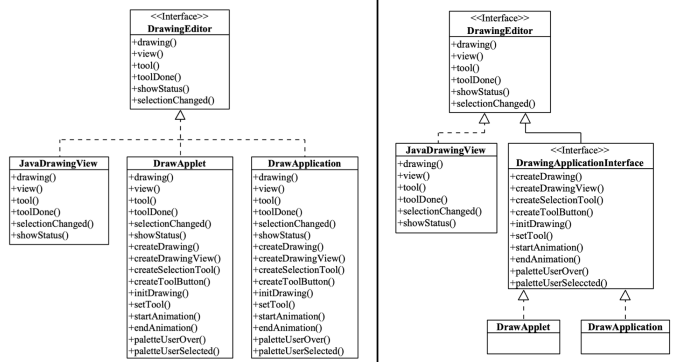 <<Interface>>
DrawingEditor
+drawing()
+view()
+tool()
+toolDone()
+showStatus()
+selectionChanged()
JavaDrawingView
+drawing()
+view()
+tool()
+toolDone()
+selectionChanged()
+showStatus()
DrawApplet
+drawing()
+view()
+tool()
+toolDone()
+selectionChanged()
+showStatus()
+createDrawing()
+createDrawingView()
+createSelectionTool()
+createToolButton()
+initDrawing()
+setTool()
+startAnimation()
+endAnimation()
+paletteUserOver()
+paletteUserSelected()
DrawApplication
+drawing()
+view()
+tool()
+toolDone()
+selectionChanged()
+showStatus()
+createDrawing()
+createDrawingView()
+createSelectionTool()
+createToolButton()
+initDrawing()
+setTool()
+startAnimation()
+endAnimation()
+paletteUserOver()
+paletteUserSelected()
<<Interface>>
DrawingEditor
+drawing()
+view()
+tool()
+toolDone()
+showStatus()
+selectionChanged()
JavaDrawingView
+drawing()
+view()
+tool()
+toolDone()
+selectionChanged()
+showStatus()
<<Interface>>
DrawingApplicationInterface
+createDrawing()
+createDrawingView()
+createSelectionTool()
+createToolButton()
+initDrawing()
+setTool()
+startAnimation()
+endAnimation()
+paletteUserOver()
+paletteUserSeleccted()
DrawApplet
DrawApplication